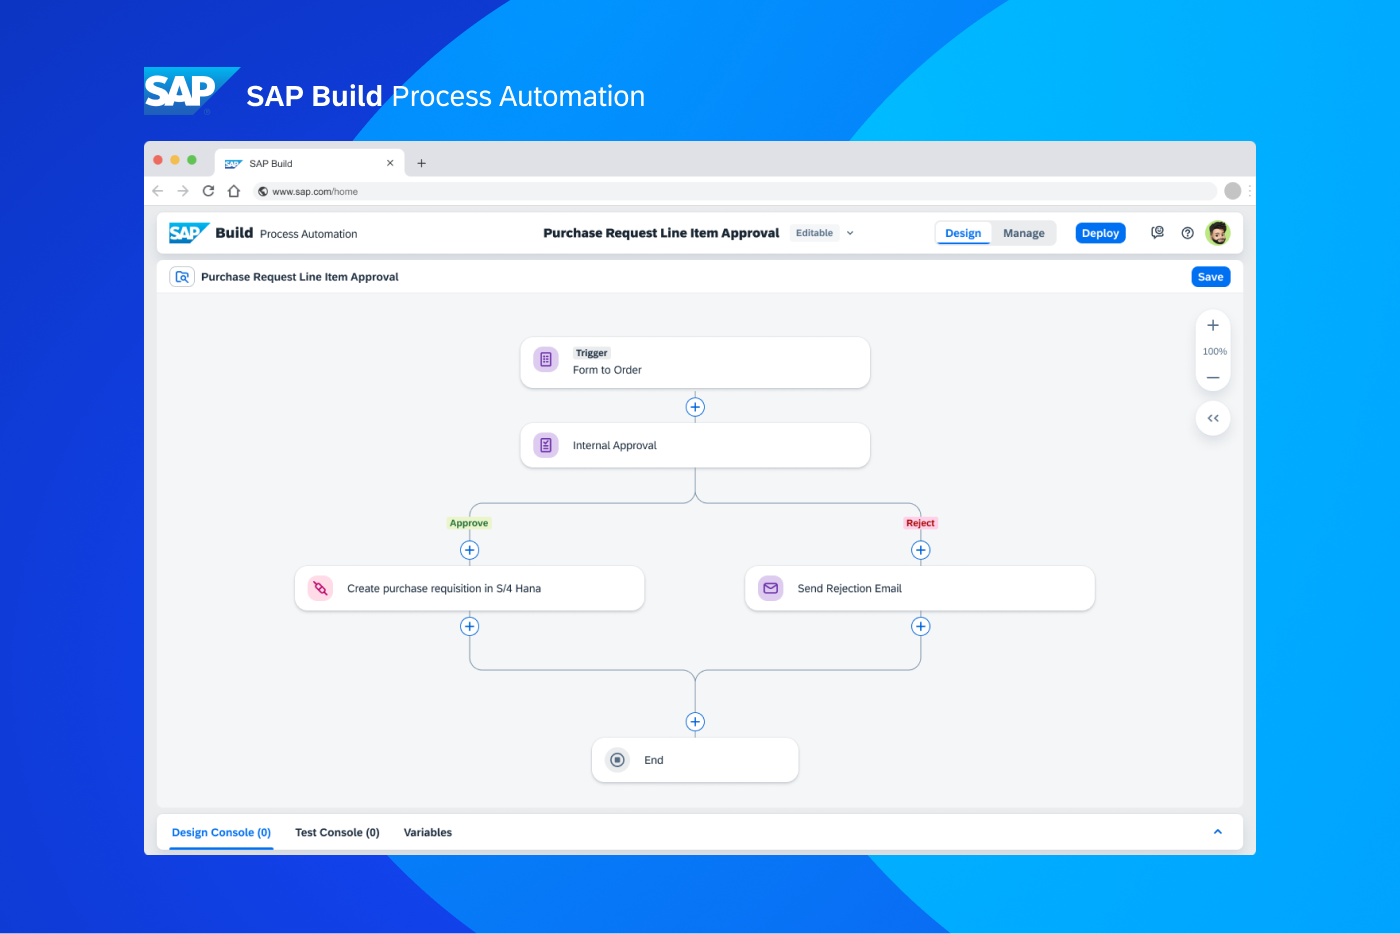 SAP SAP Build Process Automation
SAP SAP Build
www.sap.com/home
SAP Build Process Automation
Purchase Request Line Item Approval Editable
Design Manage Deploy
Purchase Request Line Item Approval
Save
100%
Trigger
Form to Order
Internal Approval
Approve
Reject
Create purchase requisition in S/4 Hana
Send Rejection Email
End
Design Console (0) Test Console (0) Variables